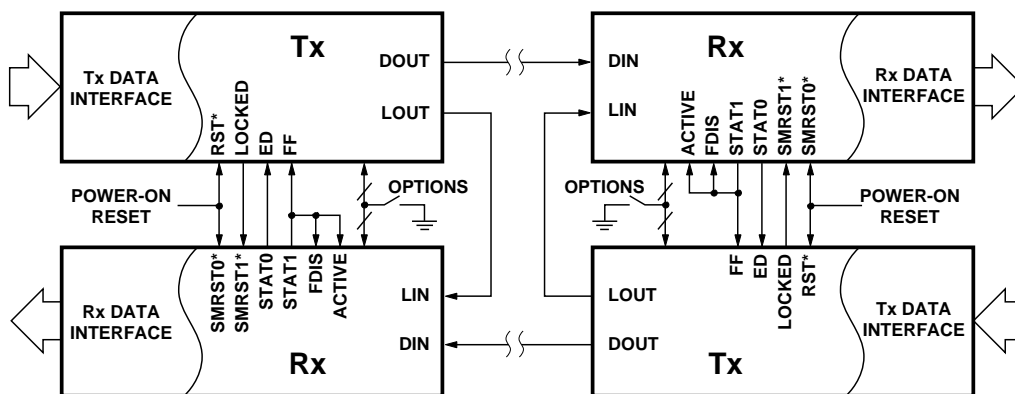 Tx
Tx DATA
INTERFACE
RST*
LOCKED
ED
FF
DOUT
LOUT
Rx
DIN
LIN
ACTIVE
FDIS
STAT1
STAT0
SMRST1*
SMRST0*
Rx DATA
INTERFACE
POWER-ON
RESET
OPTIONS
OPTIONS
POWER-ON
RESET
Rx DATA
INTERFACE
SMRST0*
SMRST1*
STAT0
STAT1
FDIS
ACTIVE
LIN
DIN
Rx
LOUT
DOUT
FF
ED
LOCKED
RST*
Tx DATA
INTERFACE
Tx